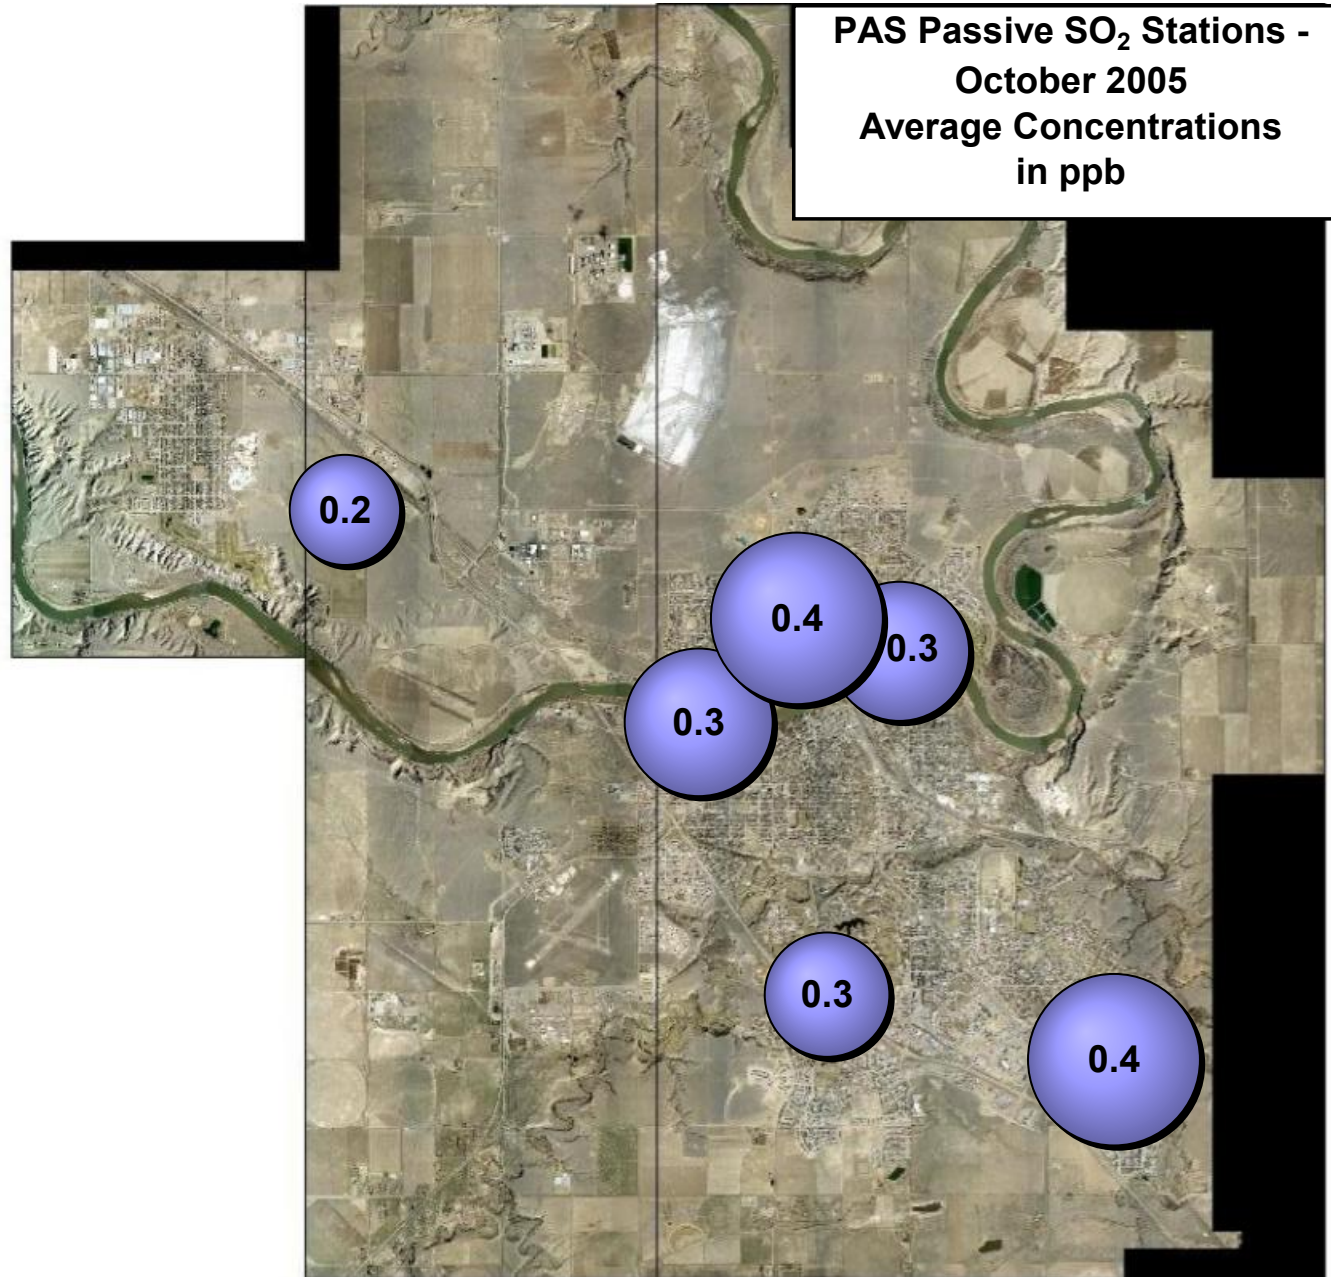 PAS Passive SO₂ Stations -
October 2005
Average Concentrations
in ppb
0.2
0.4
0.3
0.3
0.3
0.4